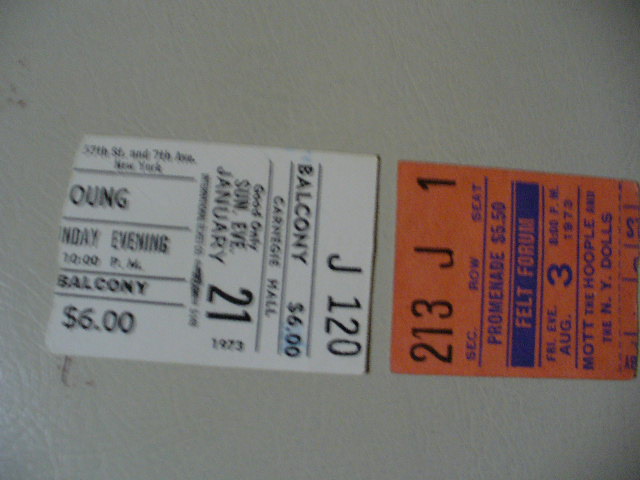 57th St. and 7th Ave.
New York
OUNG
NDAY EVENING
10:00 P.M.
BALCONY
$6.00
J 120
BALCONY $6.00
CARNEGIE HALL
Good Only
SUN. EVE.
JANUARY 21
1973
213 J 1
SEC. ROW SEAT
PROMENADE $5.50
FELT FORUM
FRI. EVE. 8:00 P.M.
AUG. 3 1973
MOTT THE HOOPLE AND
THE N.Y. DOLLS